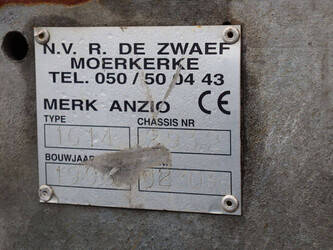 N.V. R. DE ZWAEF
MOERKERKE
TEL. 050 / 50 04 43
MERK ANZIO CE
TYPE CHASSIS NR
BOUWJAAR